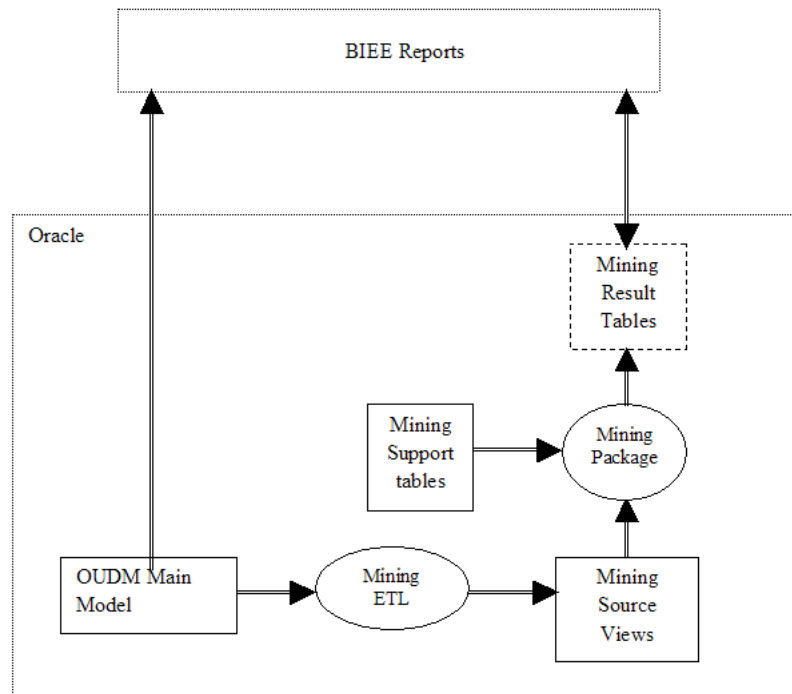 BIEE Reports
Oracle
Mining
Result
Tables
Mining
Support
tables
Mining
Package
OUDM Main
Model
Mining
ETL
Mining
Source
Views